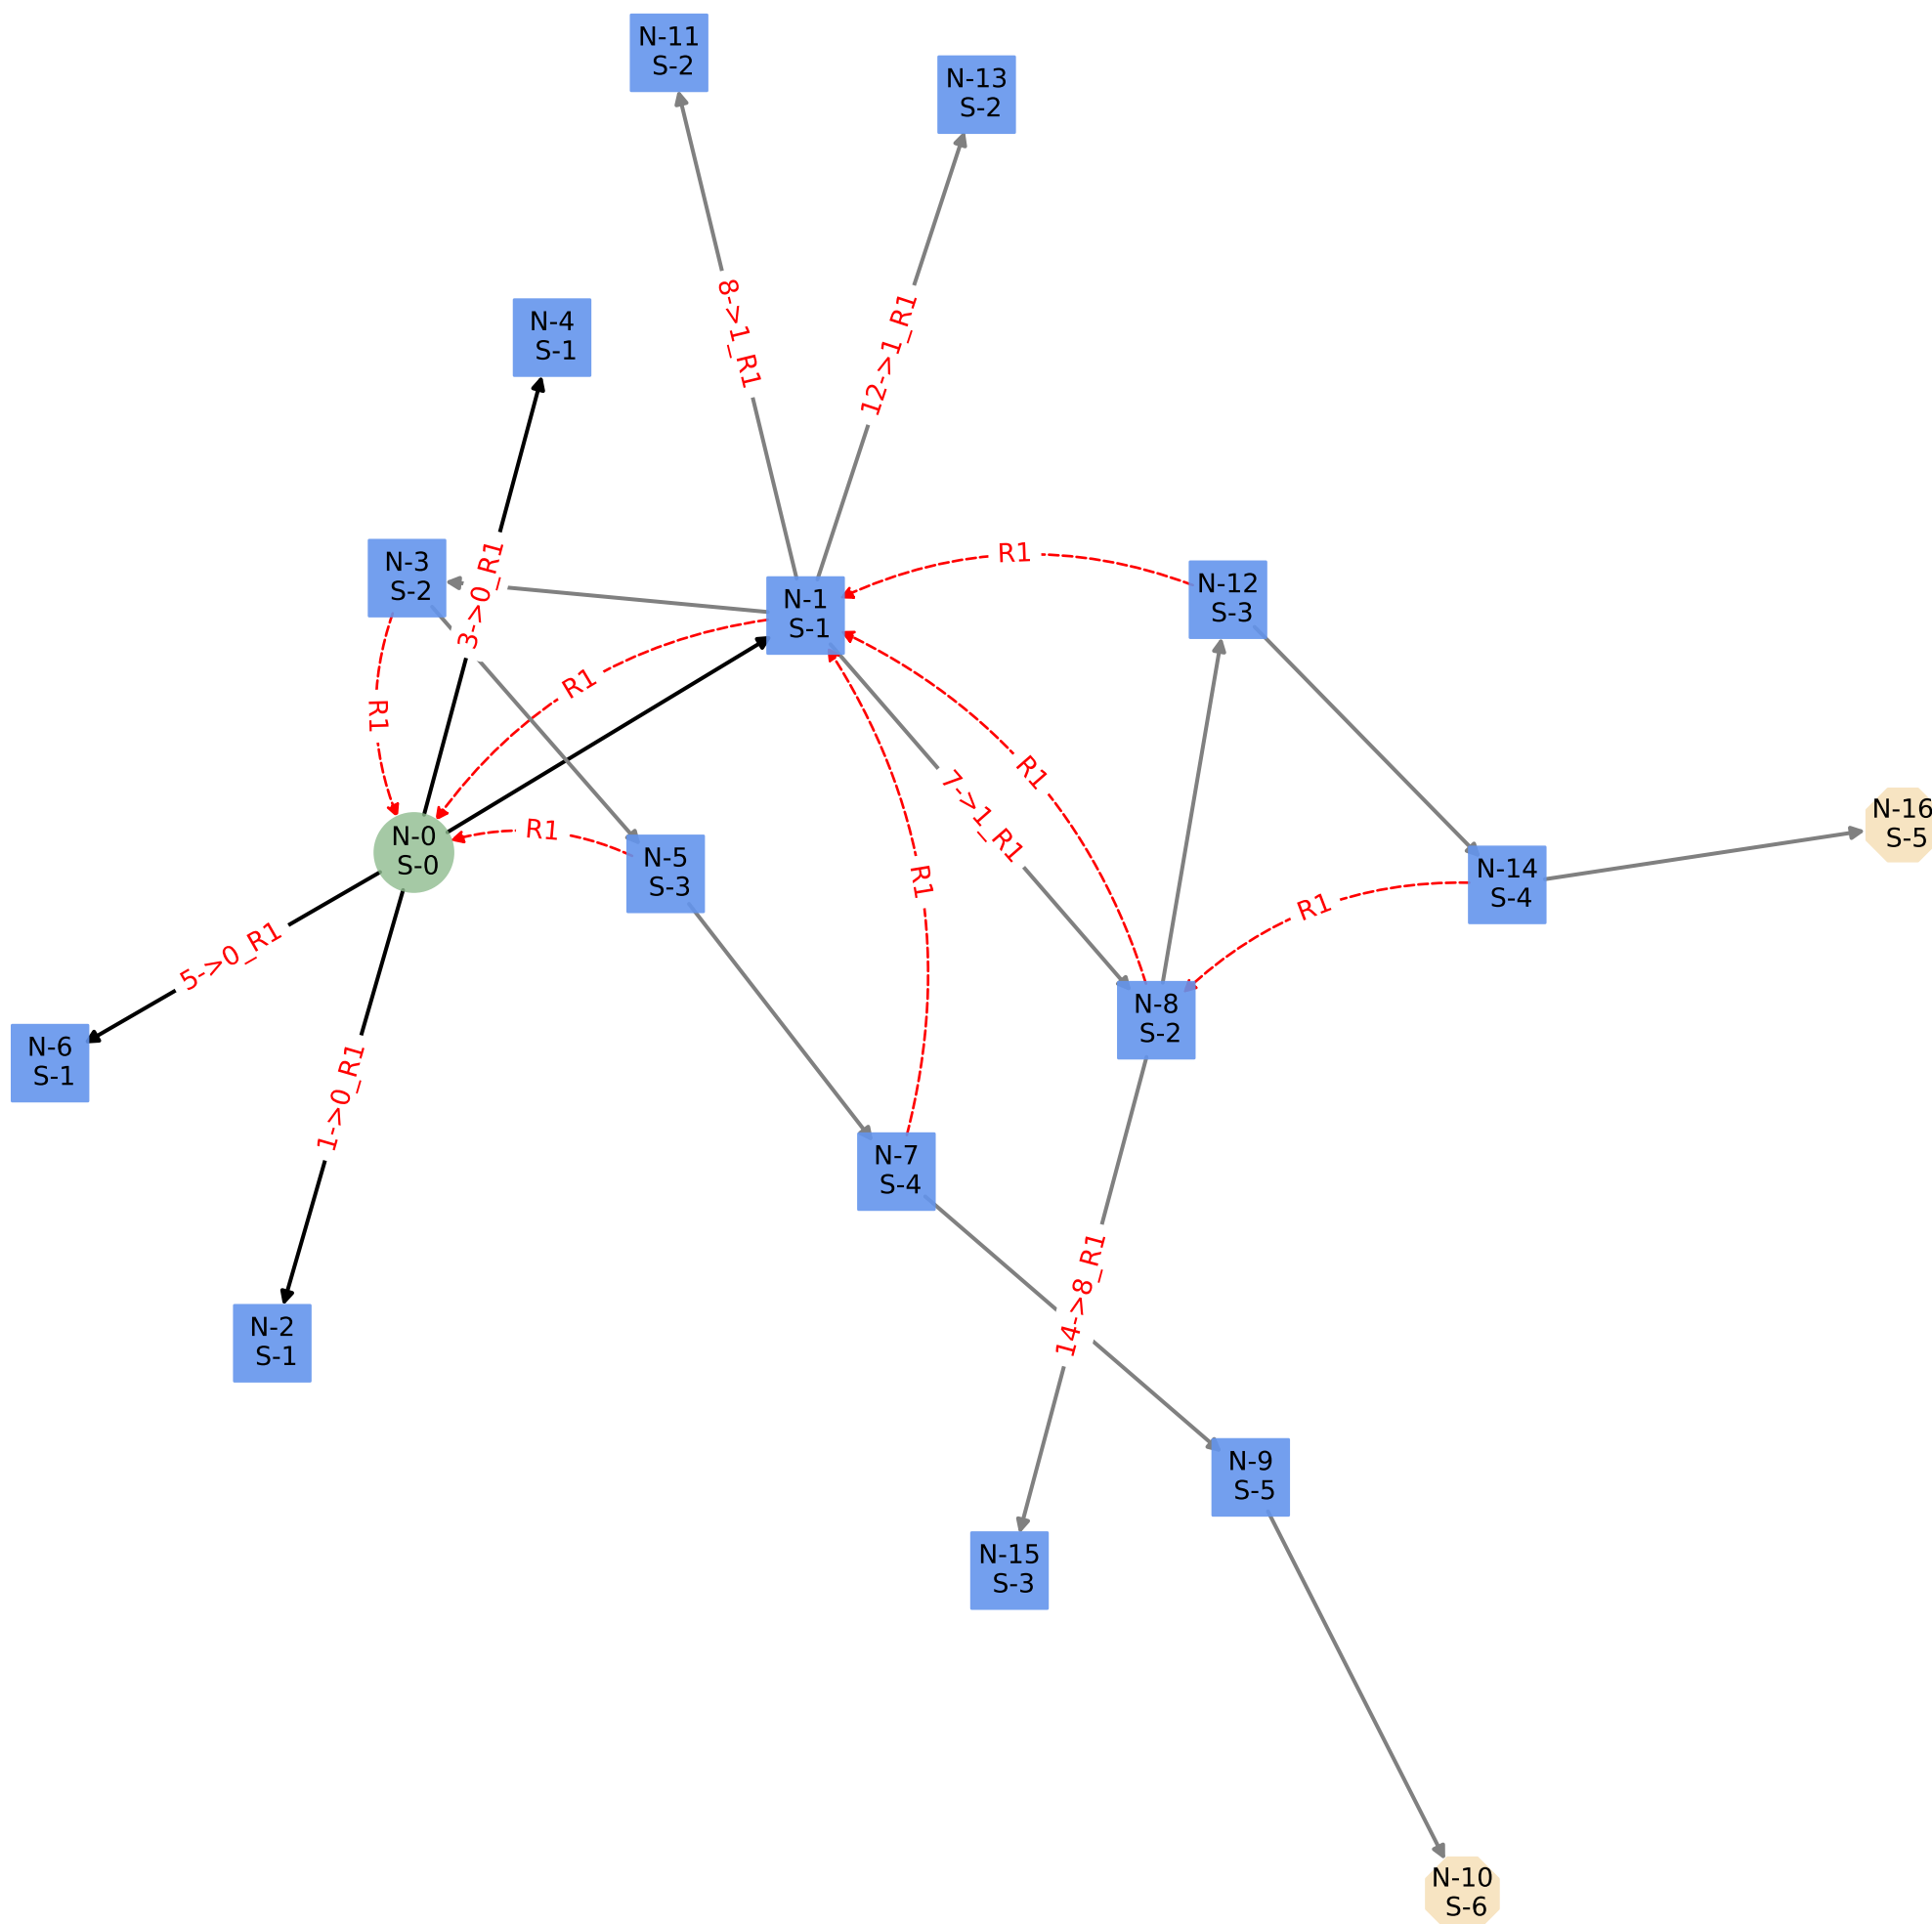 N-11
S-2
N-13
S-2
8->1_R1
12->1_R1
N-4
S-1
3->0_R1
N-3
S-2
R1
N-12
S-3
N-1
S-1
R1
R1
R1
7->1_R1
N-16
S-5
N-0
S-0
R1
N-5
S-3
N-14
S-4
R1
R1
5->0_R1
N-8
S-2
N-6
S-1
1->0_R1
N-7
S-4
14->8_R1
N-2
S-1
N-9
S-5
N-15
S-3
N-10
S-6